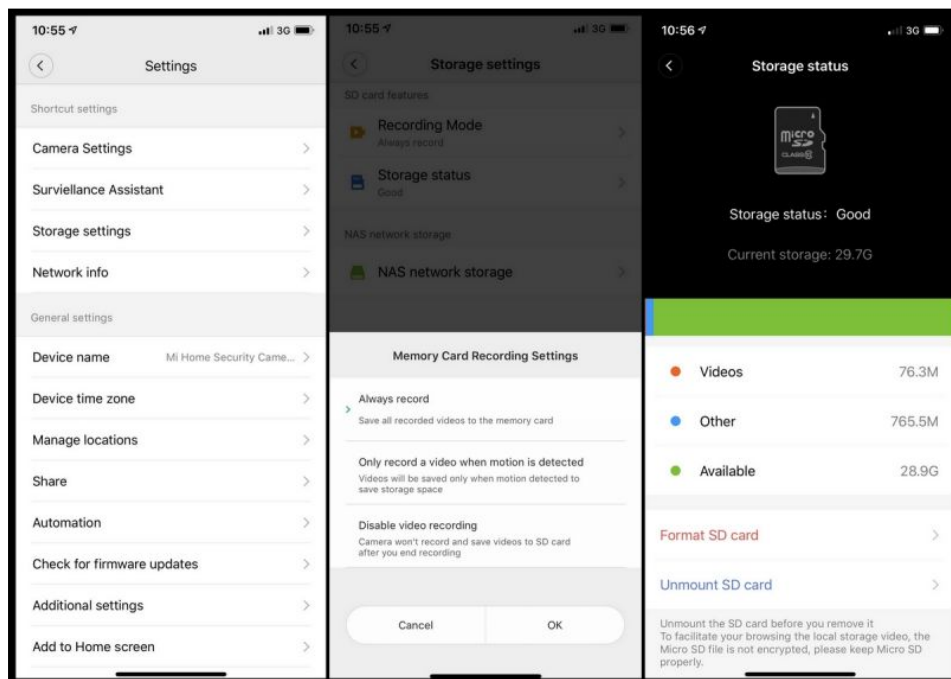 10:55
3G
Settings
Shortcut settings
Camera Settings
Surviellance Assistant
Storage settings
Network info
General settings
Device name Mi Home Security Came...
Device time zone
Manage locations
Share
Automation
Check for firmware updates
Additional settings
Add to Home screen
10:55
3G
Storage settings
SD card features
Recording Mode
Always record
Storage status
Good
NAS network storage
NAS network storage
Memory Card Recording Settings
Always record
Save all recorded videos to the memory card
Only record a video when motion is detected
Videos will be saved only when motion detected to
save storage space
Disable video recording
Camera won't record and save videos to SD card
after you end recording
Cancel OK
10:56
3G
Storage status
micro
SD
CLASS
Storage status: Good
Current storage: 29.7G
Videos 76.3M
Other 765.5M
Available 28.9G
Format SD card
Unmount SD card
Unmount the SD card before you remove it
To facilitate your browsing the local storage video, the
Micro SD file is not encrypted, please keep Micro SD
properly.